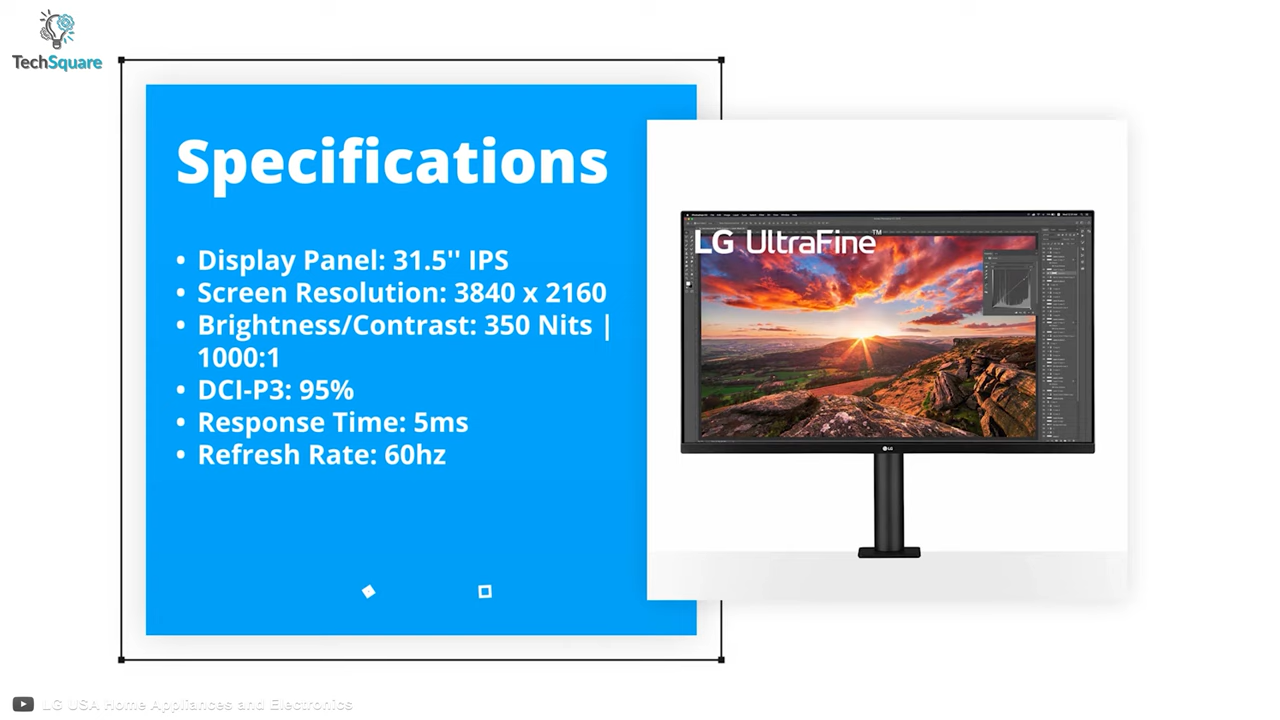 TechSquare
Specifications
• Display Panel: 31.5'' IPS
• Screen Resolution: 3840 x 2160
• Brightness/Contrast: 350 Nits |
1000:1
• DCI-P3: 95%
• Response Time: 5ms
• Refresh Rate: 60hz
LG UltraFine™
LG
LG USA Home Appliances and Electronics